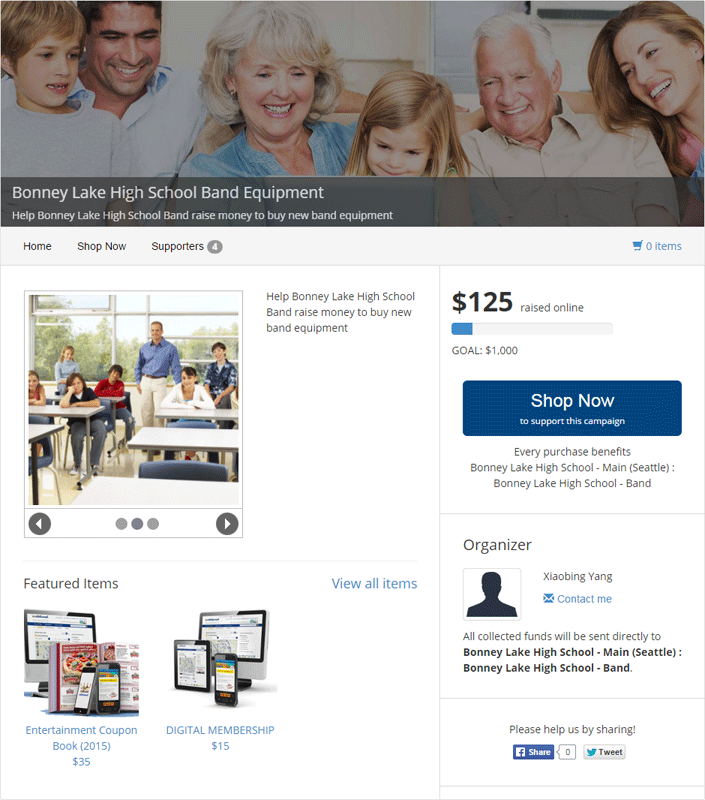 Bonney Lake High School Band Equipment
Help Bonney Lake High School Band raise money to buy new band equipment
Home
Shop Now
Supporters 4
0 items
Help Bonney Lake High School
Band raise money to buy new
band equipment
$125 raised online
GOAL: $1,000
Shop Now
to support this campaign
Every purchase benefits
Bonney Lake High School - Main (Seattle) :
Bonney Lake High School - Band
Organizer
Xiaobing Yang
Contact me
All collected funds will be sent directly to
Bonney Lake High School - Main (Seattle) :
Bonney Lake High School - Band.
Please help us by sharing!
Share 0
Tweet
Featured Items
View all items
Entertainment Coupon
Book (2015)
$35
DIGITAL MEMBERSHIP
$15